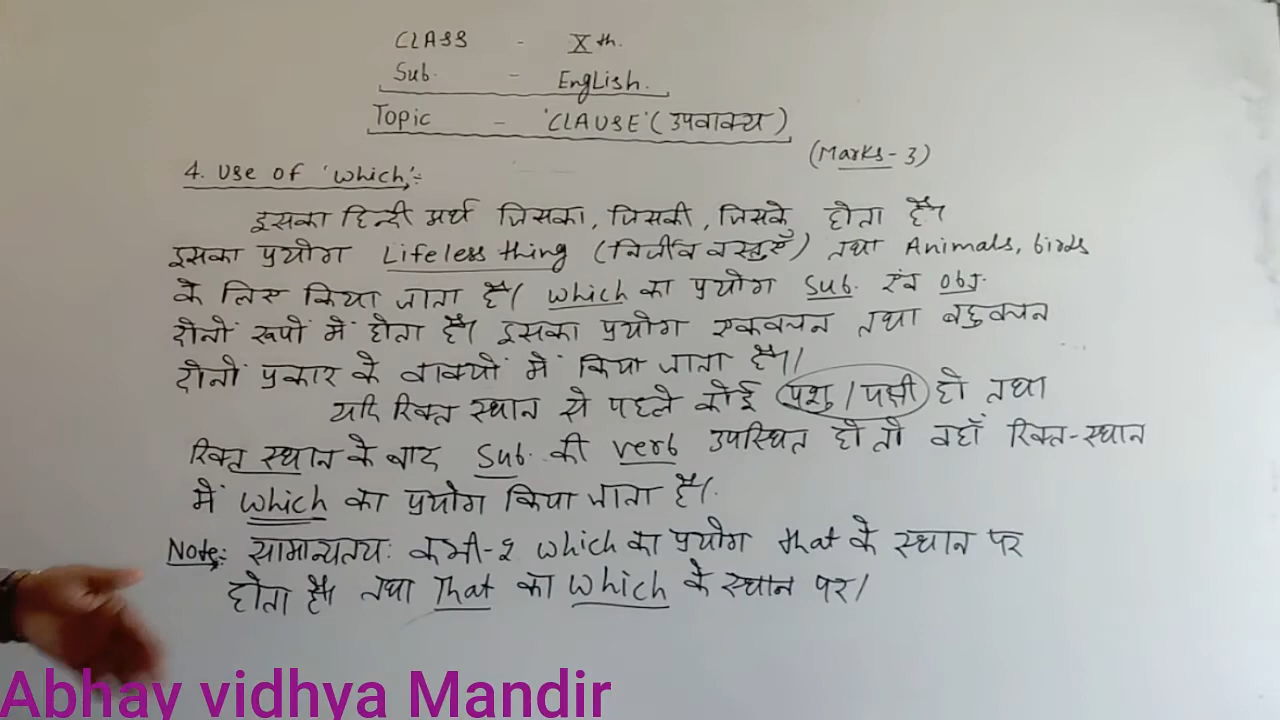 CLASS - Xth.
Sub. - English.
Topic - 'CLAUSE' (उपवाक्य)
(Marks - 3)
4. Use of 'which':-
इसका हिन्दी अर्थ जिसका, जिसकी, जिसके होता है।
इसका प्रयोग Lifeless thing (निर्जीव वस्तुएँ) तथा Animals, birds
के लिए किया जाता है। which का प्रयोग Sub. एवं obj.
दोनों रूपों में होता है। इसका प्रयोग एकवचन तथा बहुवचन
दोनों प्रकार के वाक्यों में किया जाता है।
यदि रिक्त स्थान से पहले कोई पशु / पक्षी हो तथा
रिक्त स्थान के बाद Sub. की verb उपस्थित हो तो वहाँ रिक्त-स्थान
में which का प्रयोग किया जाता है।
Note:- सामान्यतयः कभी-२ which का प्रयोग that के स्थान पर
होता है। तथा That का which के स्थान पर।
Abhay vidhya Mandir